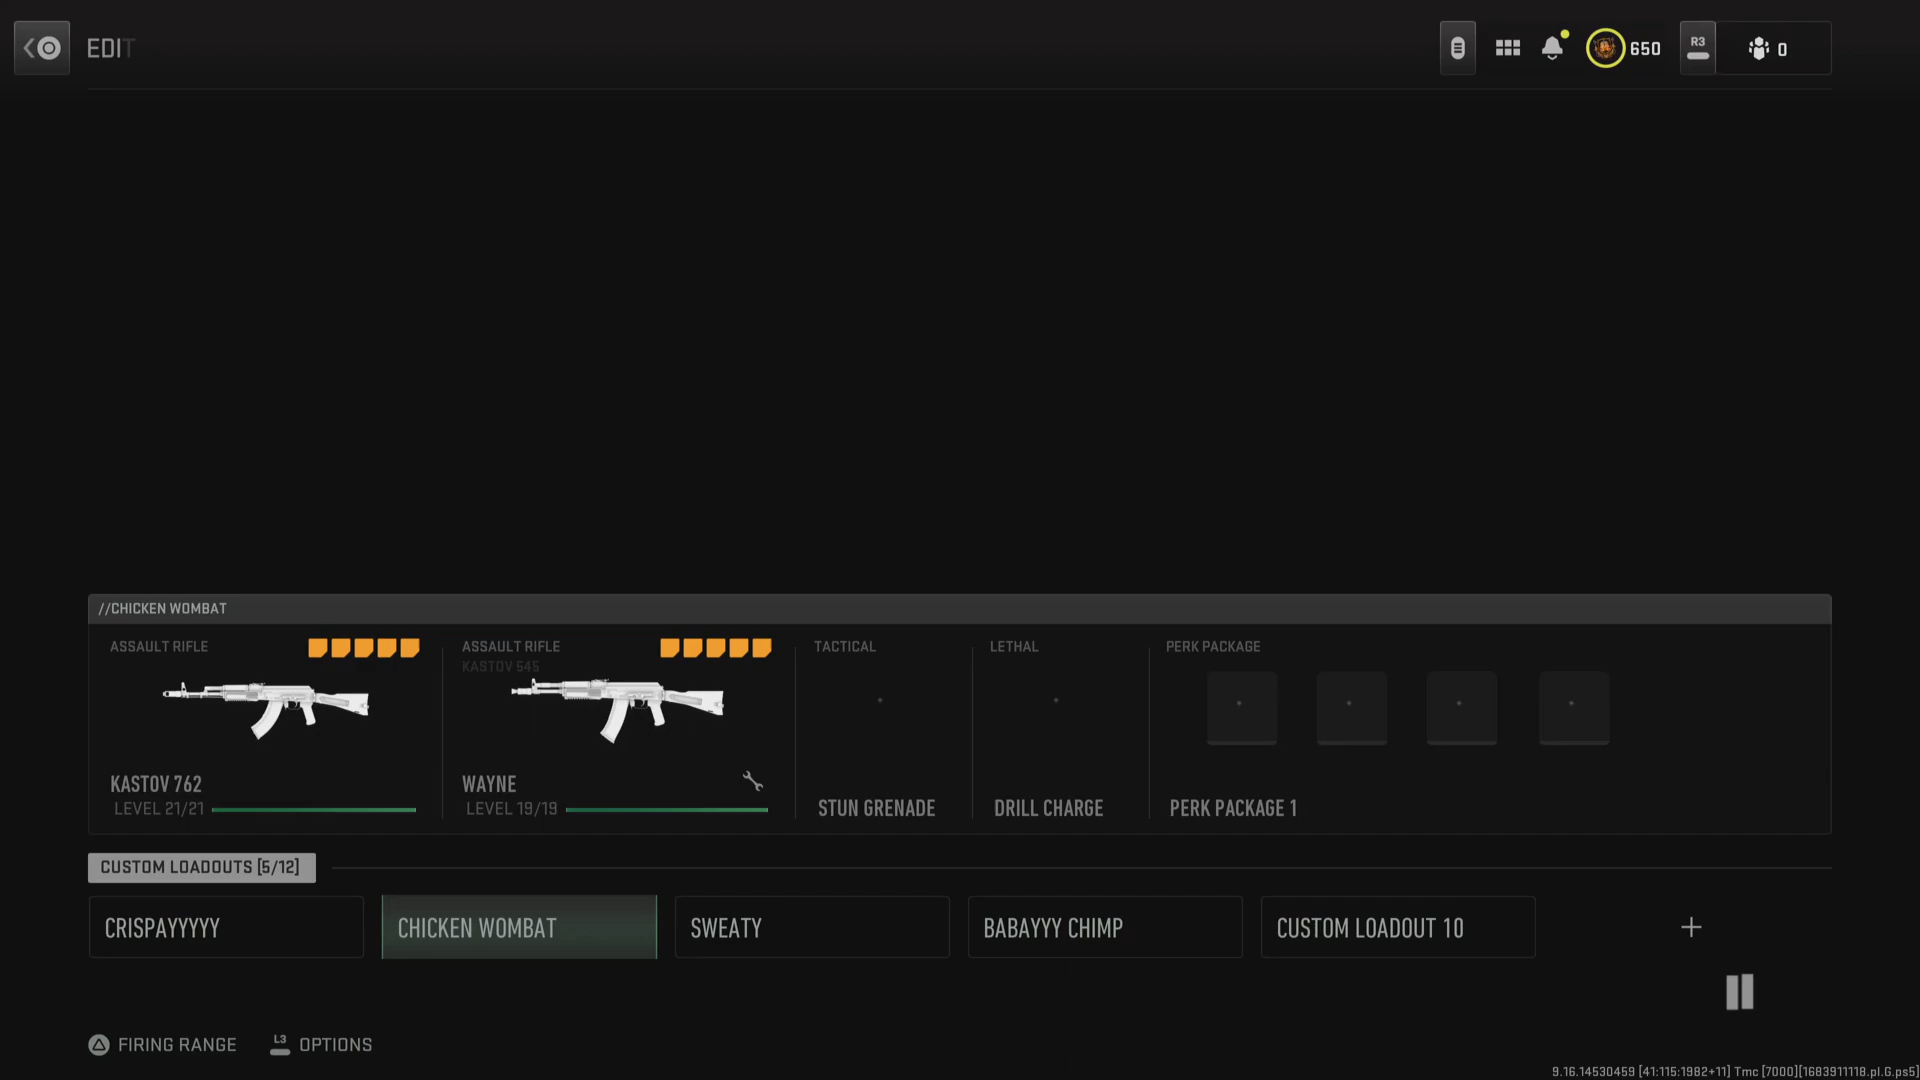 EDIT
650
R3
0
//CHICKEN WOMBAT
ASSAULT RIFLE
KASTOV 762
LEVEL 21/21
ASSAULT RIFLE
KASTOV 545
WAYNE
LEVEL 19/19
TACTICAL
STUN GRENADE
LETHAL
DRILL CHARGE
PERK PACKAGE
PERK PACKAGE 1
CUSTOM LOADOUTS [5/12]
CRISPAYYYYY
CHICKEN WOMBAT
SWEATY
BABAYYY CHIMP
CUSTOM LOADOUT 10
FIRING RANGE
L3
OPTIONS
9.16.14530459 [41:115:1982+11] Tmc [7000][1683911118.pl.G.ps5]